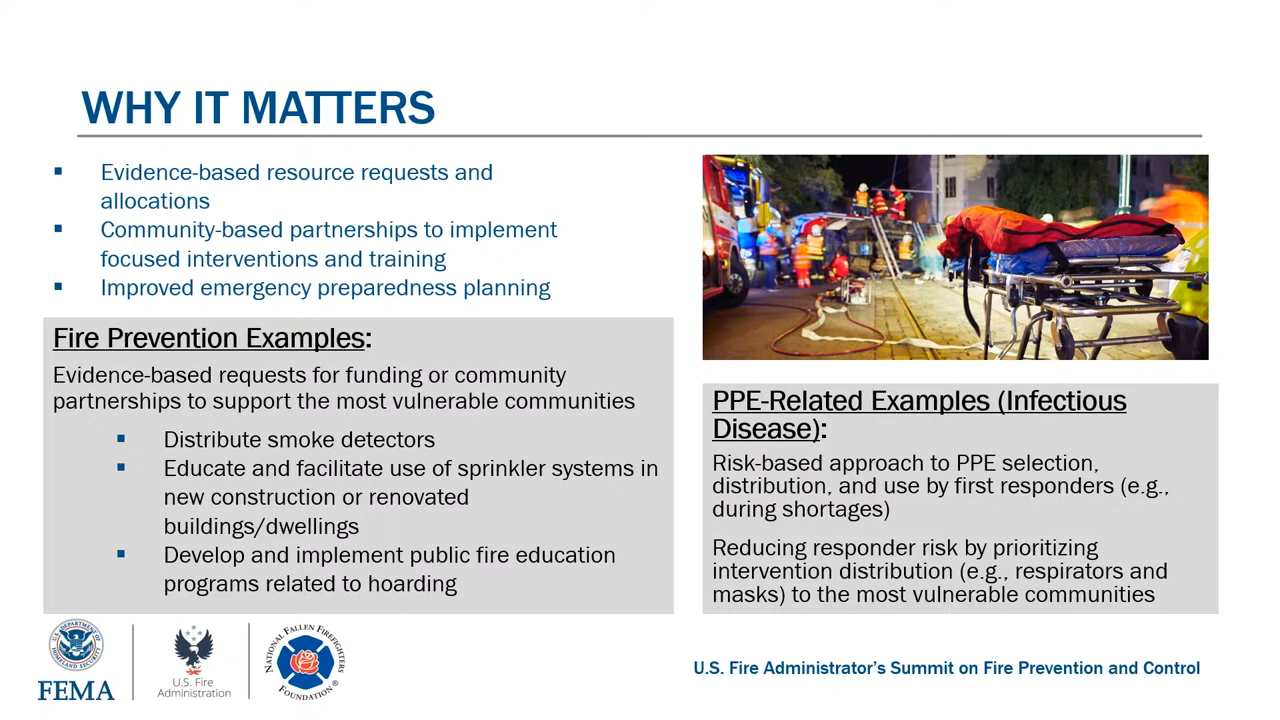 WHY IT MATTERS
▪ Evidence-based resource requests and
allocations
▪ Community-based partnerships to implement
focused interventions and training
▪ Improved emergency preparedness planning
Fire Prevention Examples:
Evidence-based requests for funding or community
partnerships to support the most vulnerable communities
▪ Distribute smoke detectors
▪ Educate and facilitate use of sprinkler systems in
new construction or renovated
buildings/dwellings
▪ Develop and implement public fire education
programs related to hoarding
PPE-Related Examples (Infectious
Disease):
Risk-based approach to PPE selection,
distribution, and use by first responders (e.g.,
during shortages)
Reducing responder risk by prioritizing
intervention distribution (e.g., respirators and
masks) to the most vulnerable communities
U.S. DEPARTMENT OF
HOMELAND SECURITY
FEMA
U.S. Fire
Administration
NATIONAL FALLEN FIREFIGHTERS
FOUNDATION®
U.S. Fire Administrator's Summit on Fire Prevention and Control